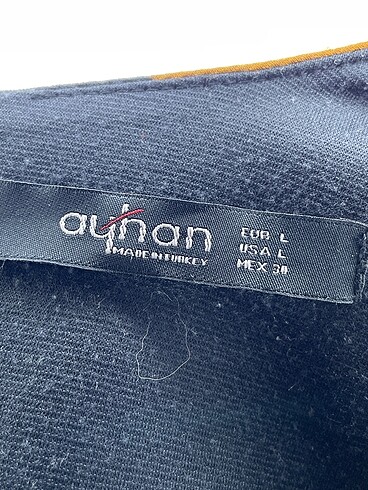 ayhan
MADE IN TURKEY
EUR L
USA L
MEX 30